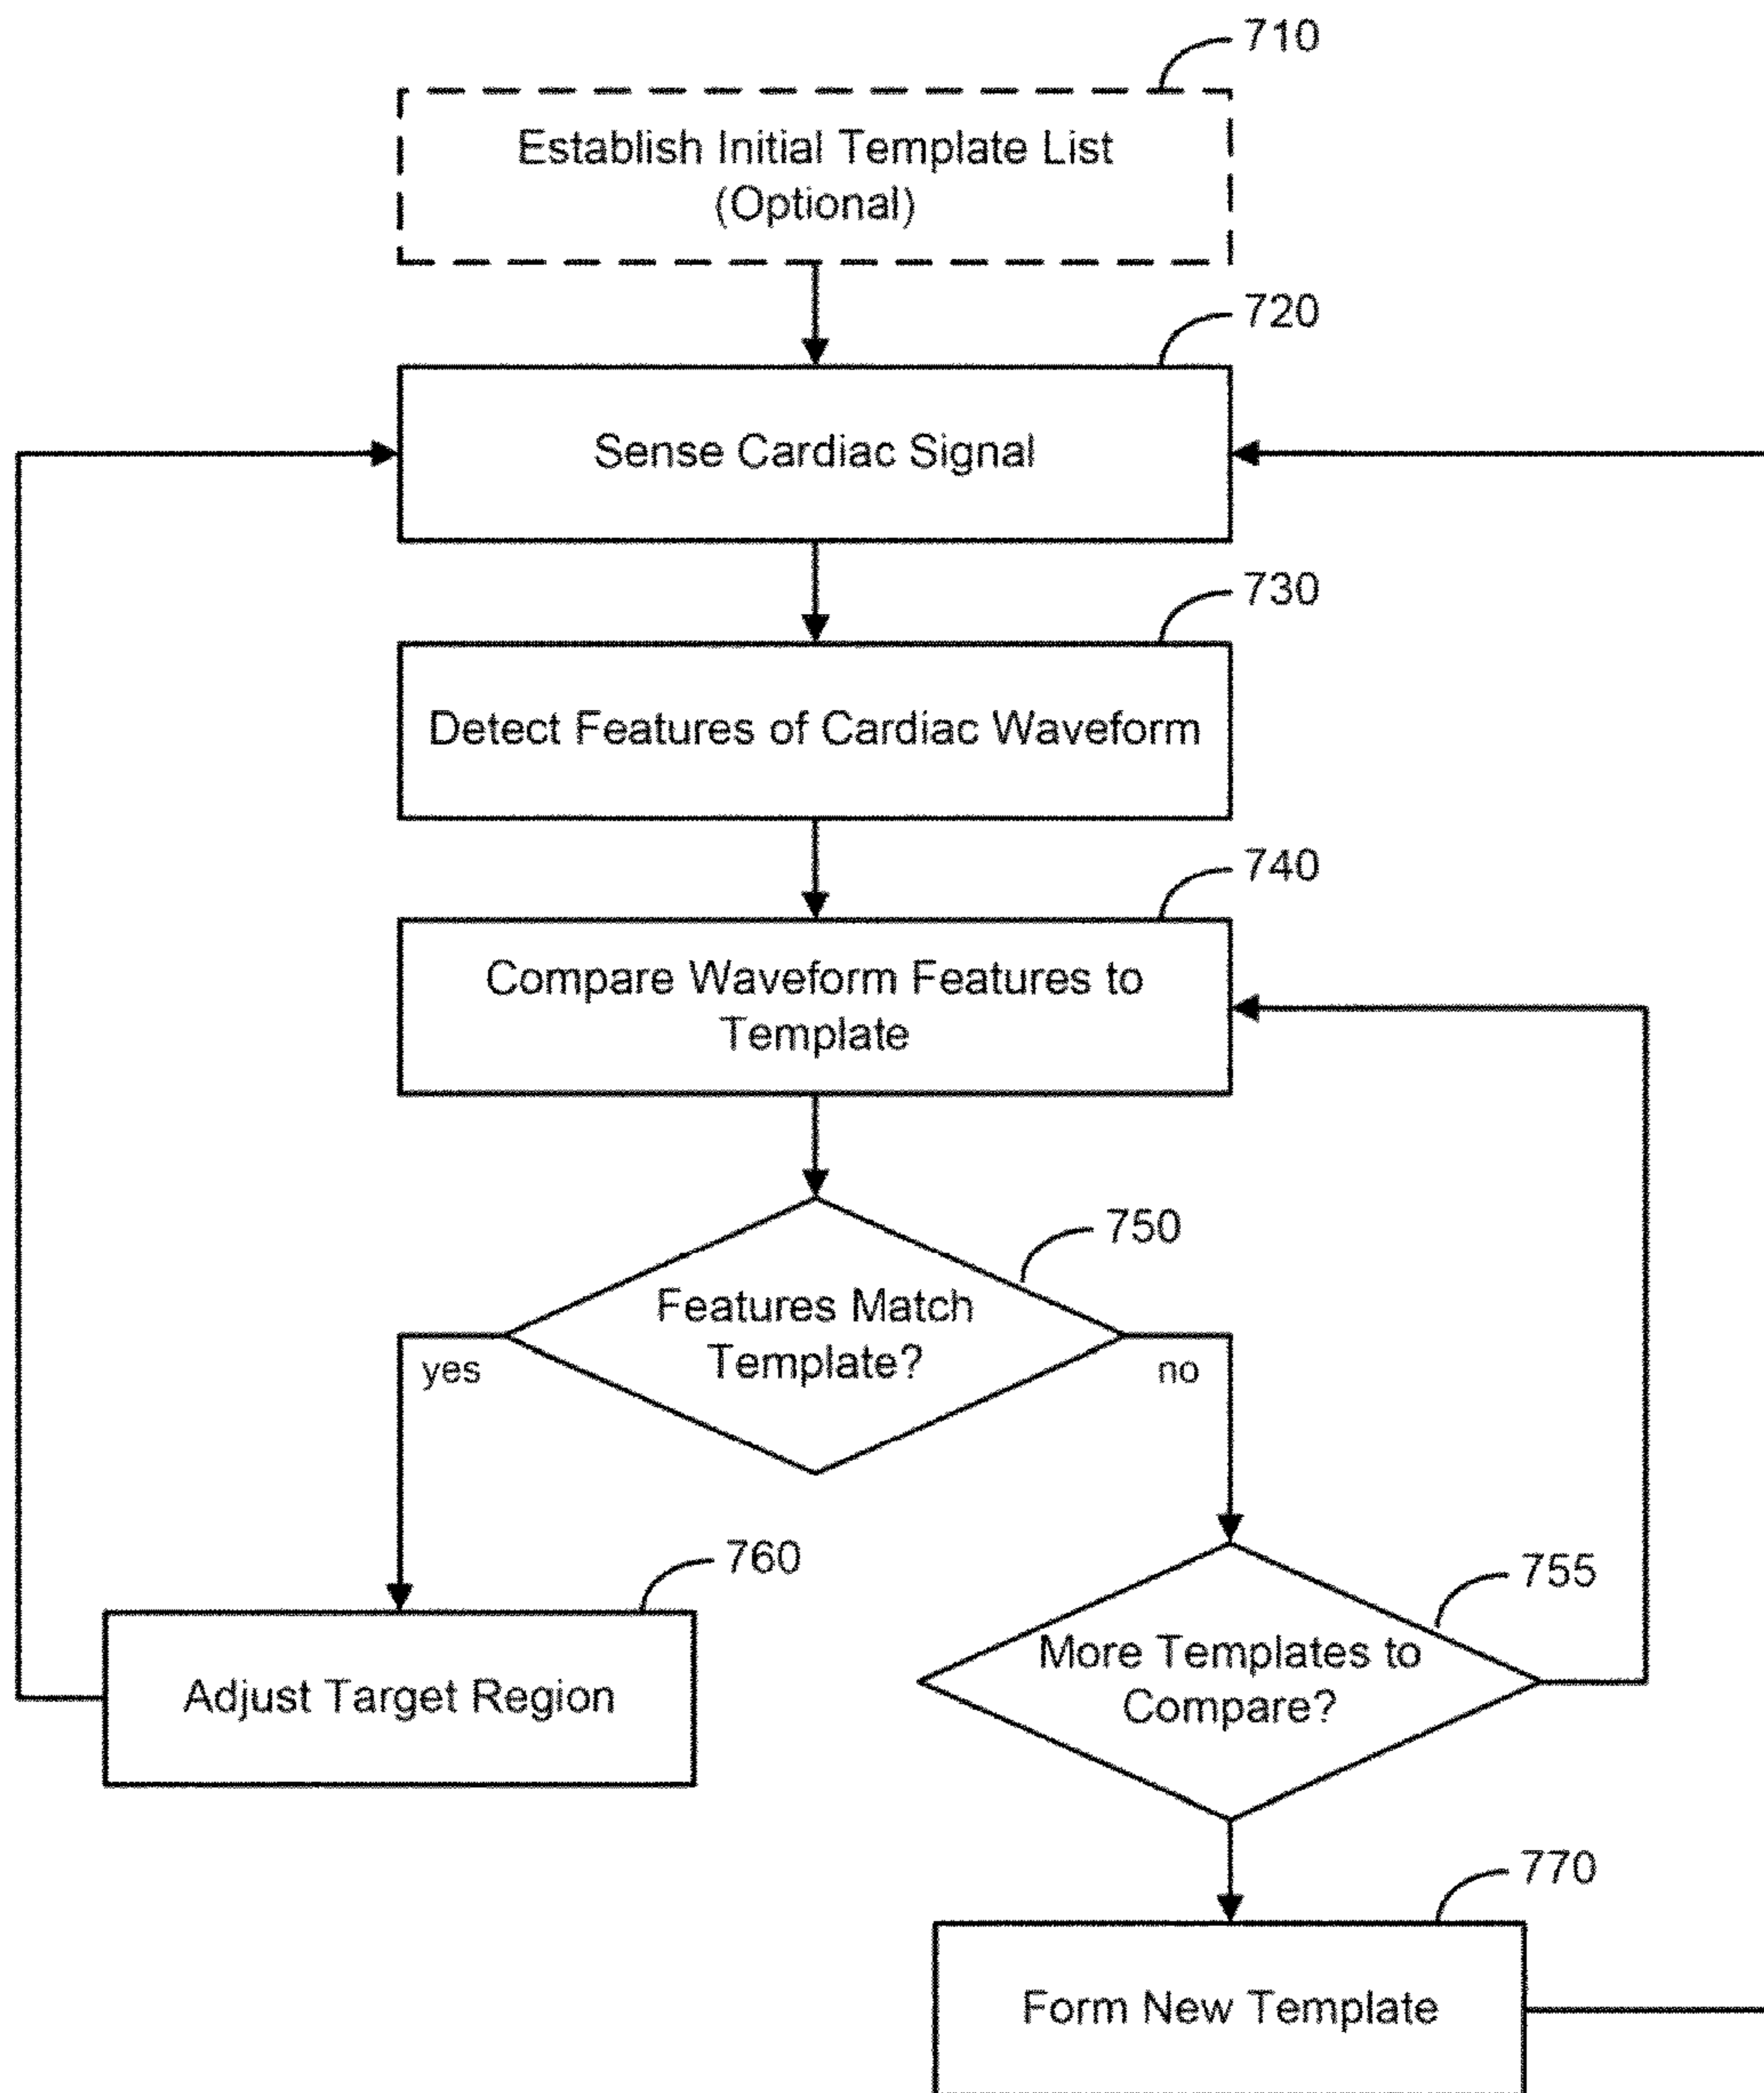 710
Establish Initial Template List
(Optional)
720
Sense Cardiac Signal
730
Detect Features of Cardiac Waveform
740
Compare Waveform Features to
Template
750
Features Match
Template?
yes
no
755
More Templates to
Compare?
760
Adjust Target Region
770
Form New Template